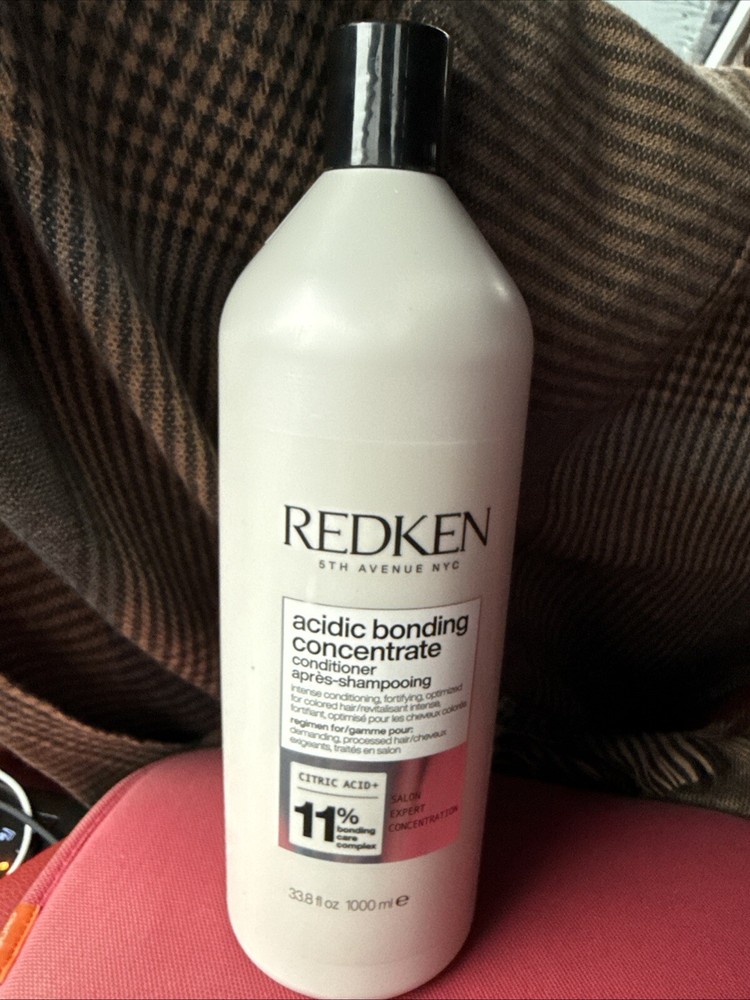 REDKEN
5TH AVENUE NYC
acidic bonding
concentrate
conditioner
après-shampooing
intense conditioning, fortifying, optimized
for colored hair/revitalisant intense,
fortifiant, optimisé pour les cheveux colorés
regimen for/gamme pour:
demanding, processed hair/cheveux
exigeants, traités en salon
CITRIC ACID+
11%
bonding
care
complex
SALON
EXPERT
CONCENTRATION
33.8 fl oz 1000 ml e